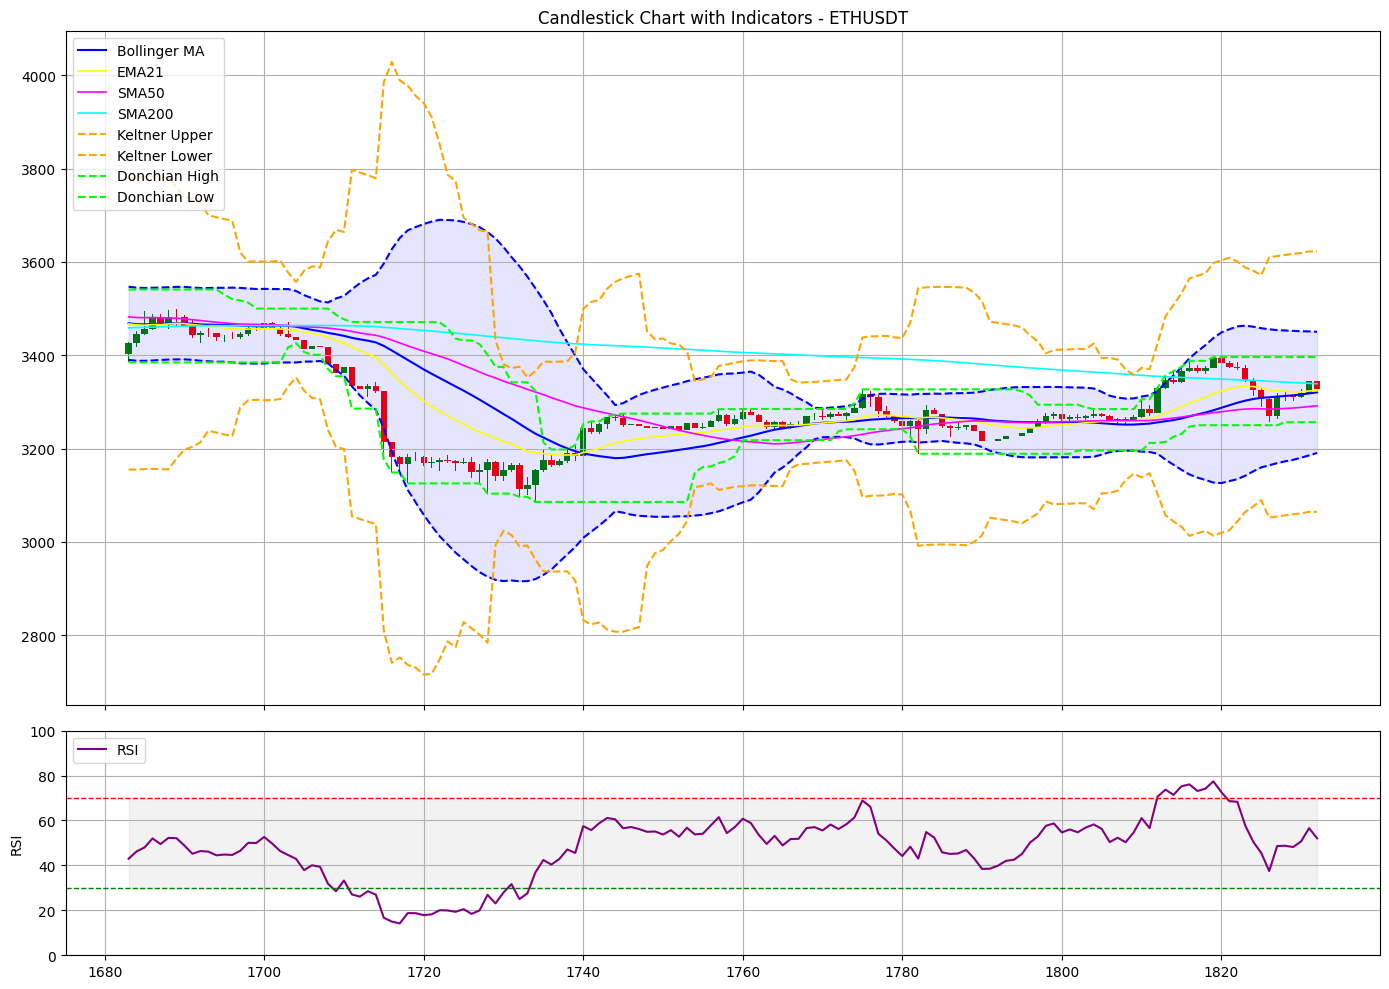 Candlestick Chart with Indicators - ETHUSDT
Bollinger MA
EMA21
SMA50
SMA200
Keltner Upper
Keltner Lower
Donchian High
Donchian Low
4000
3800
3600
3400
3200
3000
2800
RSI
100
80
60
40
20
0
RSI
1680
1700
1720
1740
1760
1780
1800
1820